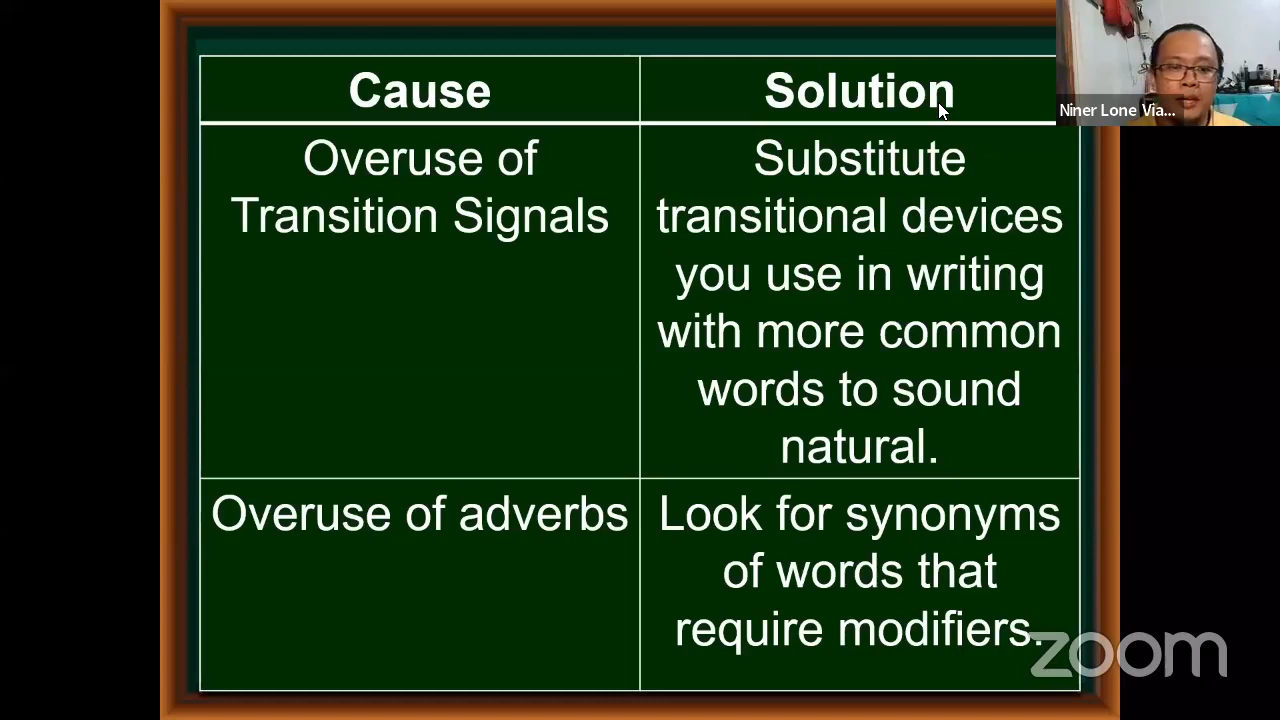 Cause
Solution
Niner Lone Via...
Overuse of
Transition Signals
Substitute
transitional devices
you use in writing
with more common
words to sound
natural.
Overuse of adverbs
Look for synonyms
of words that
require modifiers.
zoom